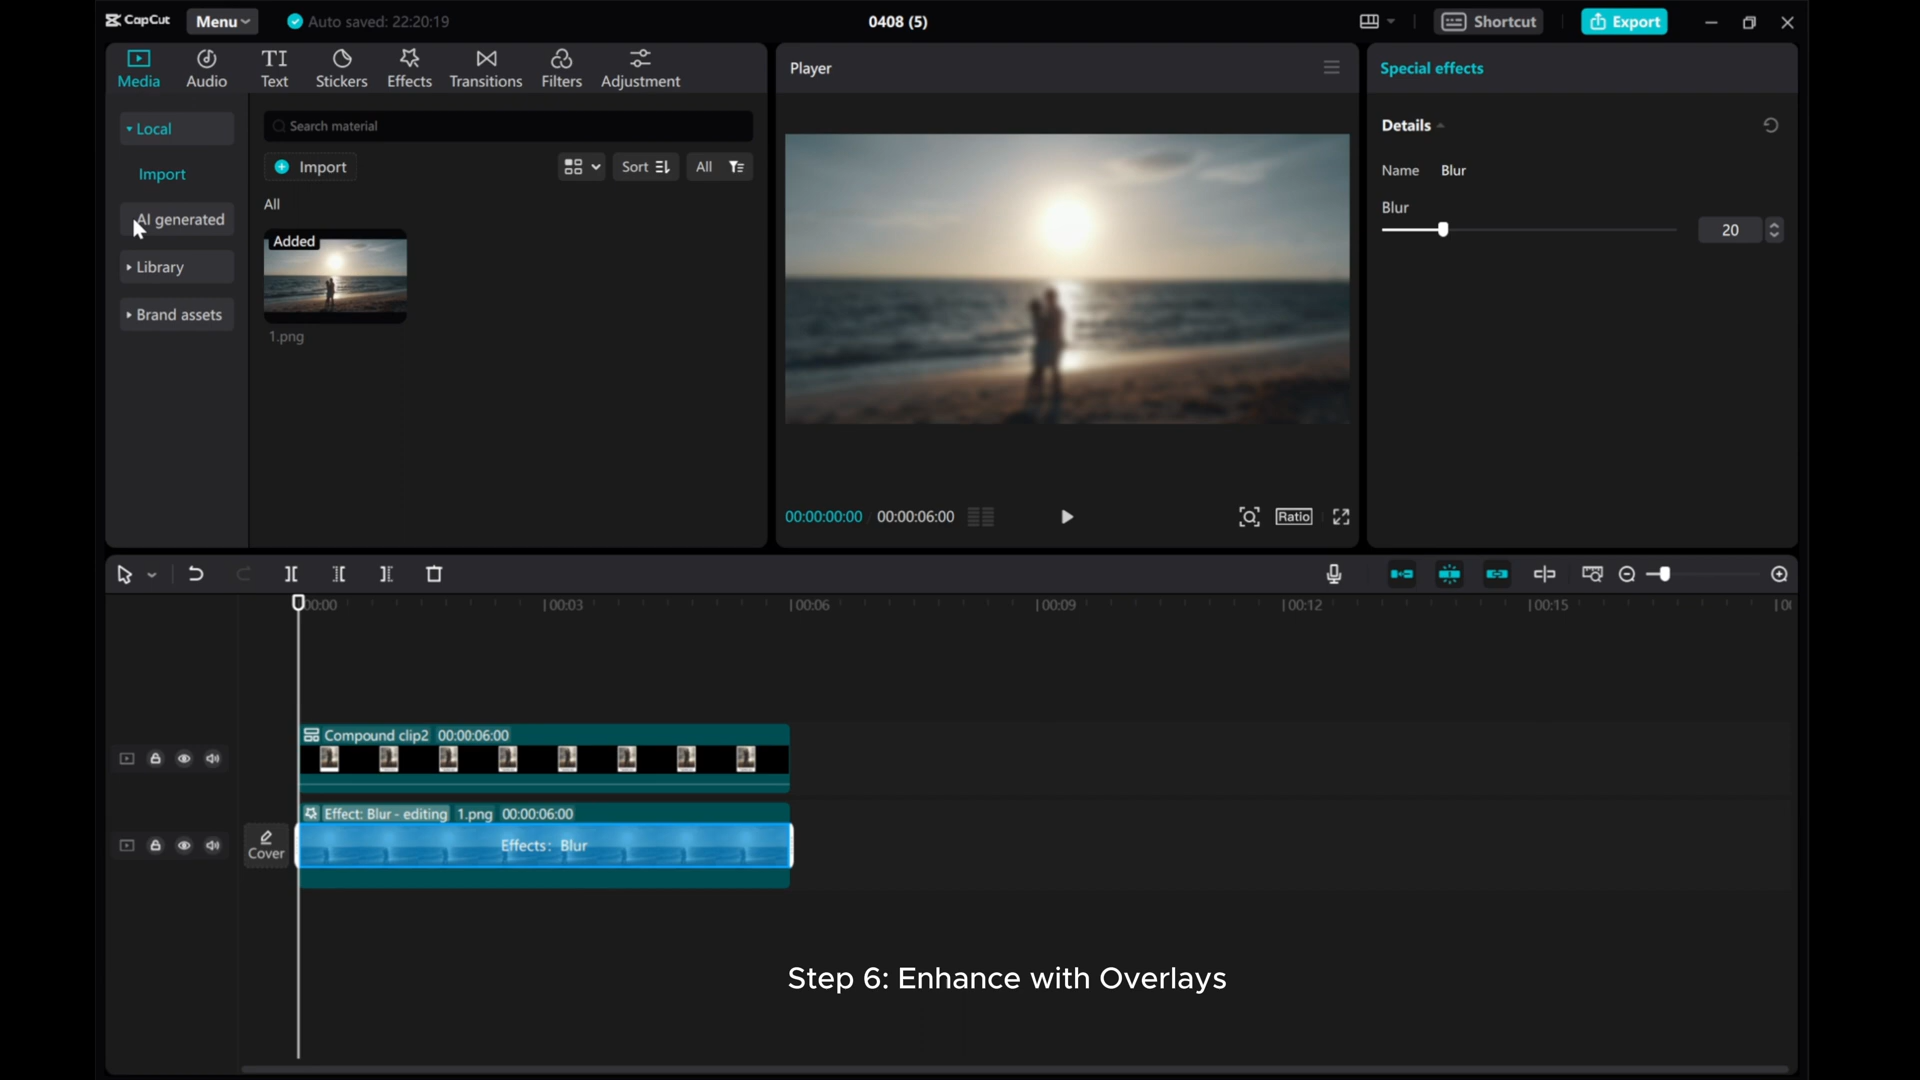 CapCut
Menu
Auto saved: 22:20:19
0408 (5)
Shortcut
Export
Media
Audio
TI
Text
Stickers
Effects
Transitions
Filters
Adjustment
Local
Import
AI generated
Library
Brand assets
Search material
Import
Sort
All
All
Added
1.png
Player
00:00:00:00
00:00:06:00
Ratio
Special effects
Details
Name Blur
Blur
20
00:00
00:03
00:06
00:09
00:12
00:15
Compound clip2 00:00:06:00
Effect: Blur - editing 1.png 00:00:06:00
Cover
Effects: Blur
Step 6: Enhance with Overlays